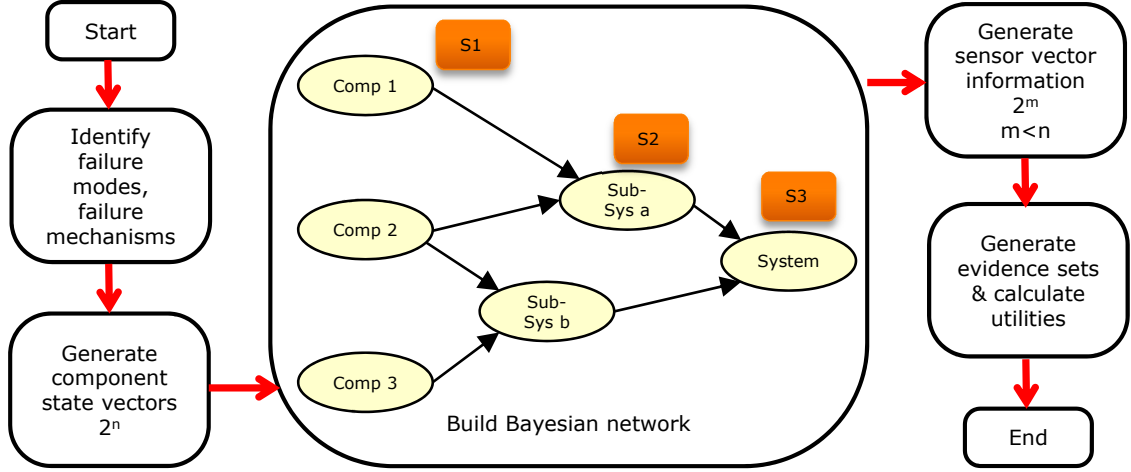 Start
Identify
failure
modes,
failure
mechanisms
Generate
component
state vectors
2ⁿ
S1
Comp 1
S2
Sub-
Sys a
S3
Comp 2
System
Sub-
Sys b
Comp 3
Build Bayesian network
Generate
sensor vector
information
2ᵐ
m<n
Generate
evidence sets
& calculate
utilities
End